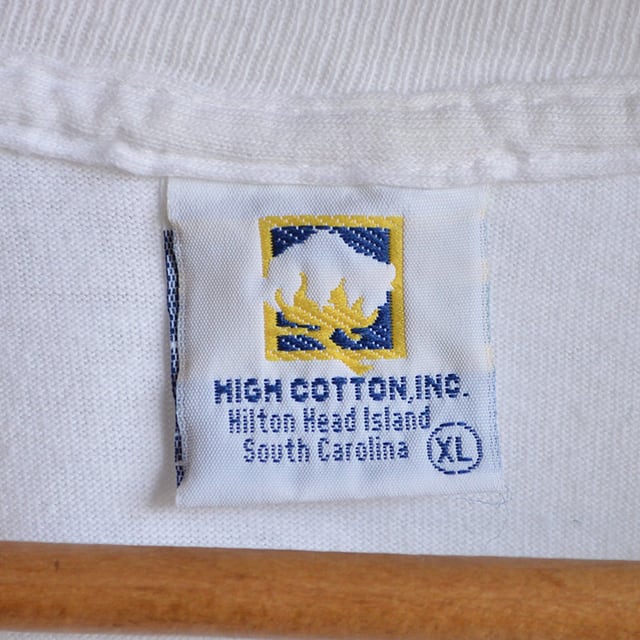 HIGH COTTON, INC.
Hilton Head Island
South Carolina
XL